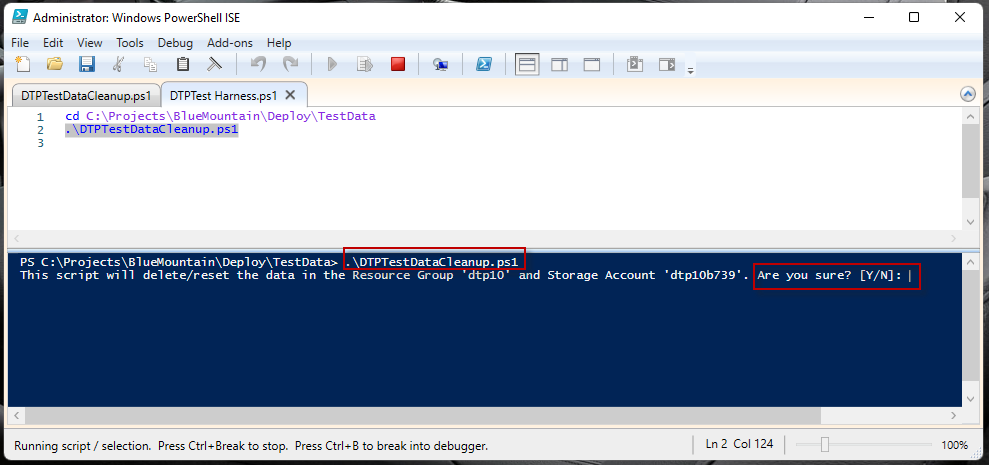 Administrator: Windows PowerShell ISE
File Edit View Tools Debug Add-ons Help
DTPTestDataCleanup.ps1 DTPTest Harness.ps1
1 cd C:\Projects\BlueMountain\Deploy\TestData
2 .\DTPTestDataCleanup.ps1
3
PS C:\Projects\BlueMountain\Deploy\TestData> .\DTPTestDataCleanup.ps1
This script will delete/reset the data in the Resource Group 'dtp10' and Storage Account 'dtp10b739'. Are you sure? [Y/N]:
Running script / selection. Press Ctrl+Break to stop. Press Ctrl+B to break into debugger. Ln 2 Col 124 100%